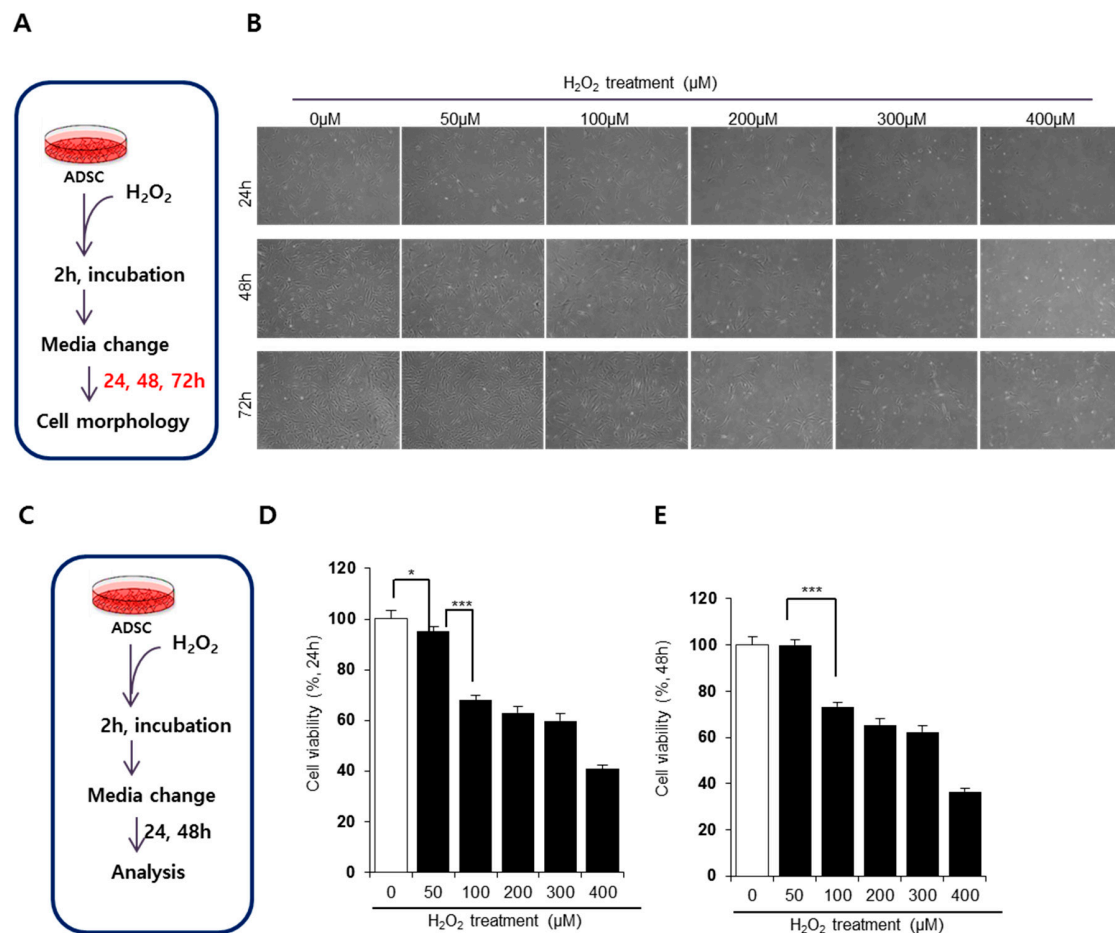 A
ADSC
H₂O₂
2h, incubation
Media change
24, 48, 72h
Cell morphology
B
H₂O₂ treatment (µM)
0µM 50µM 100µM 200µM 300µM 400µM
24h
48h
72h
C
ADSC
H₂O₂
2h, incubation
Media change
24, 48h
Analysis
D
Cell viability (%, 24h)
120
100
80
60
40
20
0
*
***
0 50 100 200 300 400
H₂O₂ treatment (µM)
E
Cell viability (%, 48h)
120
100
80
60
40
20
0
***
0 50 100 200 300 400
H₂O₂ treatment (µM)